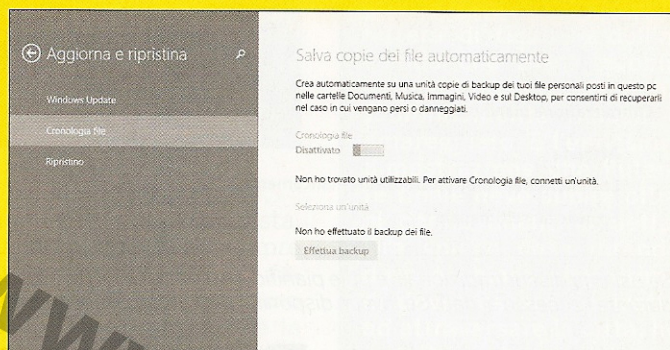 Aggiorna e ripristina
Windows Update
Cronologia file
Ripristino
Salva copie dei file automaticamente
Crea automaticamente su una unità copie di backup dei tuoi file personali posti in questo pc
nelle cartelle Documenti, Musica, Immagini, Video e sul Desktop, per consentirti di recuperarli
nel caso in cui vengano persi o danneggiati.
Cronologia file
Disattivato
Non ho trovato unità utilizzabili. Per attivare Cronologia file, connetti un'unità.
Seleziona un'unità
Non ho effettuato il backup dei file.
Effettua backup